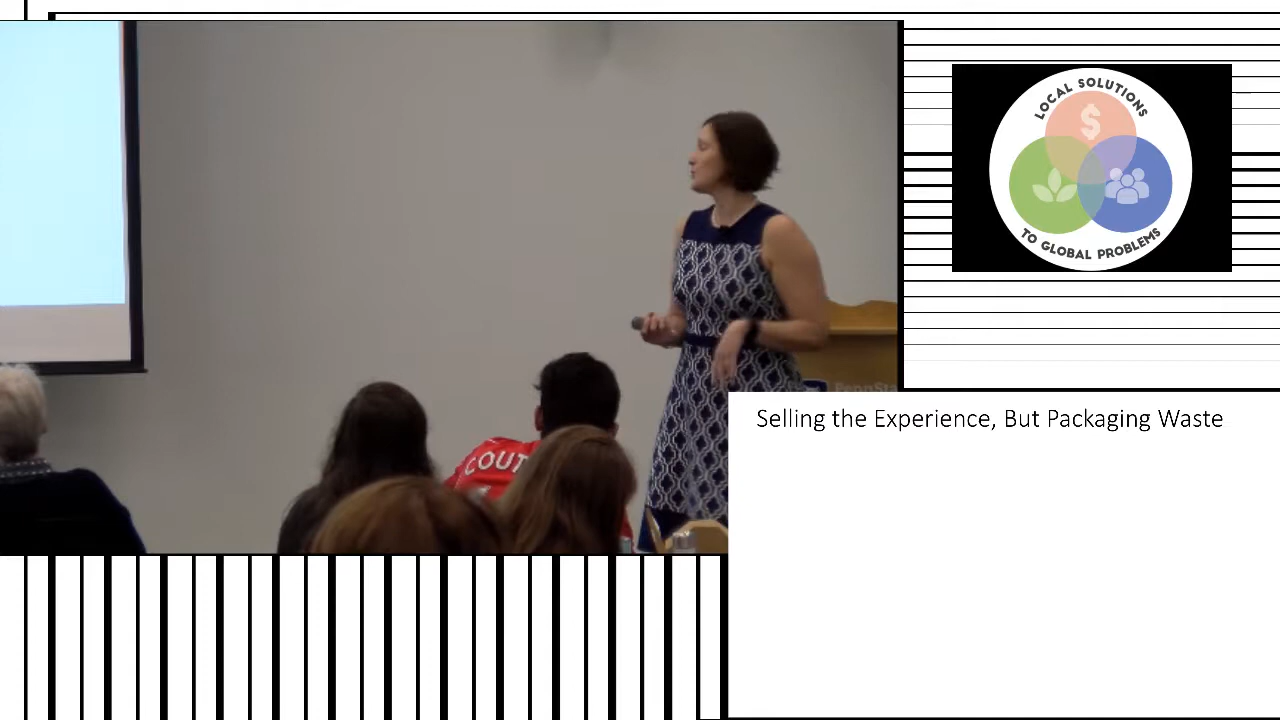 LOCAL SOLUTIONS
$
TO GLOBAL PROBLEMS
Selling the Experience, But Packaging Waste
COUT